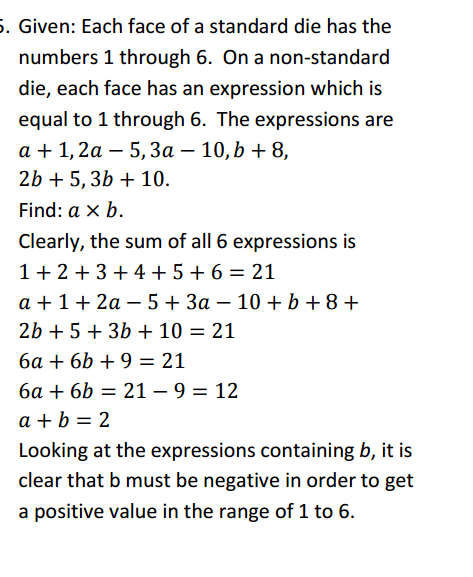 5. Given: Each face of a standard die has the
numbers 1 through 6. On a non-standard
die, each face has an expression which is
equal to 1 through 6. The expressions are
a + 1, 2a – 5, 3a – 10, b + 8,
2b + 5, 3b + 10.
Find: a × b.
Clearly, the sum of all 6 expressions is
1 + 2 + 3 + 4 + 5 + 6 = 21
a + 1 + 2a – 5 + 3a – 10 + b + 8 +
2b + 5 + 3b + 10 = 21
6a + 6b + 9 = 21
6a + 6b = 21 – 9 = 12
a + b = 2
Looking at the expressions containing b, it is
clear that b must be negative in order to get
a positive value in the range of 1 to 6.